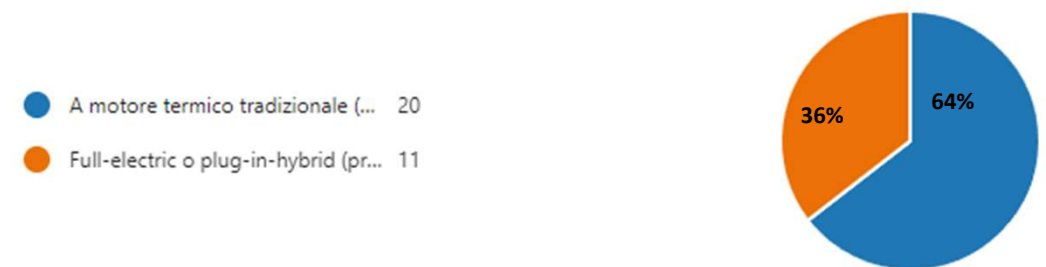 A motore termico tradizionale (... 20
Full-electric o plug-in-hybrid (pr... 11
64%
36%